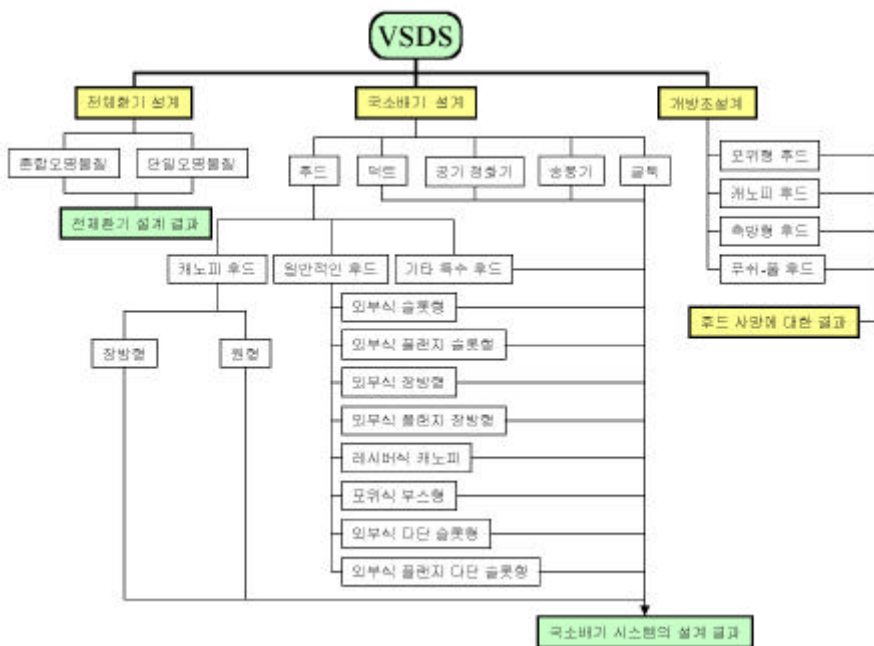 VSDS
전체환기 설계
국소배기 설계
개방조설계
혼합오염물질
단일오염물질
전체환기 설계 결과
후드
덕트
공기 정화기
송풍기
굴뚝
포위형 후드
캐노피 후드
측방형 후드
푸쉬-풀 후드
후드 사양에 대한 결과
캐노피 후드
일반적인 후드
기타 특수 후드
장방형
원형
외부식 슬롯형
외부식 플런지 슬롯형
외부식 장방형
외부식 플런지 장방형
레시버식 캐노피
포위식 부스형
외부식 다단 슬롯형
외부식 플런지 다단 슬롯형
국소배기 시스템의 설계 결과